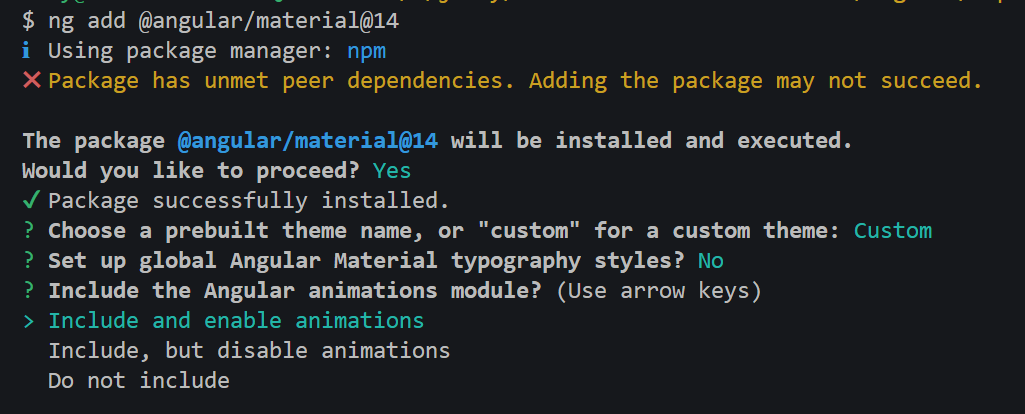 $ ng add @angular/material@14
i Using package manager: npm
✕ Package has unmet peer dependencies. Adding the package may not succeed.
The package @angular/material@14 will be installed and executed.
Would you like to proceed? Yes
✓ Package successfully installed.
? Choose a prebuilt theme name, or "custom" for a custom theme: Custom
? Set up global Angular Material typography styles? No
? Include the Angular animations module? (Use arrow keys)
> Include and enable animations
Include, but disable animations
Do not include